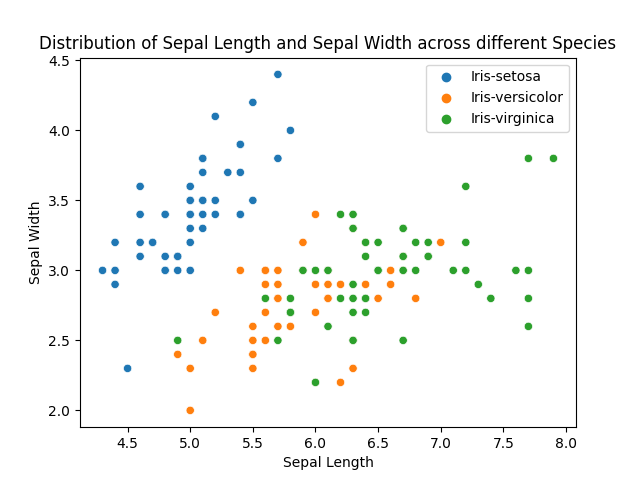 Distribution of Sepal Length and Sepal Width across different Species
Iris-setosa
Iris-versicolor
Iris-virginica
Sepal Width
4.5
4.0
3.5
3.0
2.5
2.0
4.5 5.0 5.5 6.0 6.5 7.0 7.5 8.0
Sepal Length